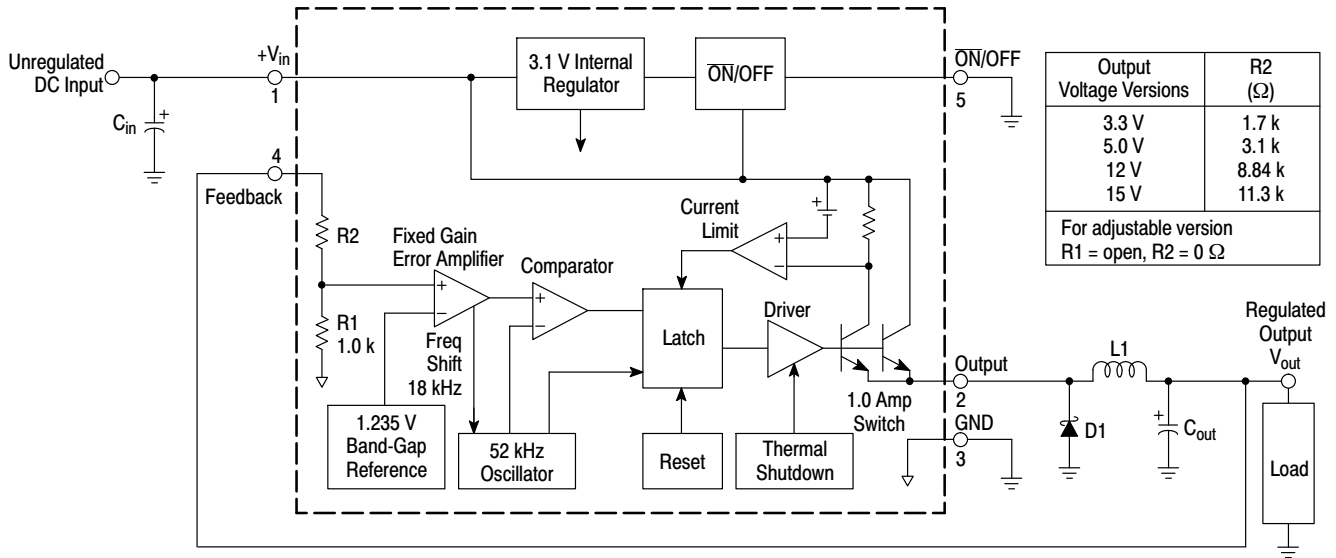 Unregulated
DC Input
Cin
+
+Vin
1
4
Feedback
3.1 V Internal
Regulator
ON/OFF
ON/OFF
5
Output
Voltage Versions
R2
(Ω)
3.3 V
1.7 k
5.0 V
3.1 k
12 V
8.84 k
15 V
11.3 k
For adjustable version
R1 = open, R2 = 0 Ω
R2
R1
1.0 k
Fixed Gain
Error Amplifier
+
−
Freq
Shift
18 kHz
Comparator
+
−
Current
Limit
+
−
+
Latch
Driver
1.0 Amp
Switch
1.235 V
Band-Gap
Reference
52 kHz
Oscillator
Reset
Thermal
Shutdown
Output
2
GND
3
L1
D1
+
Cout
Regulated
Output
Vout
Load